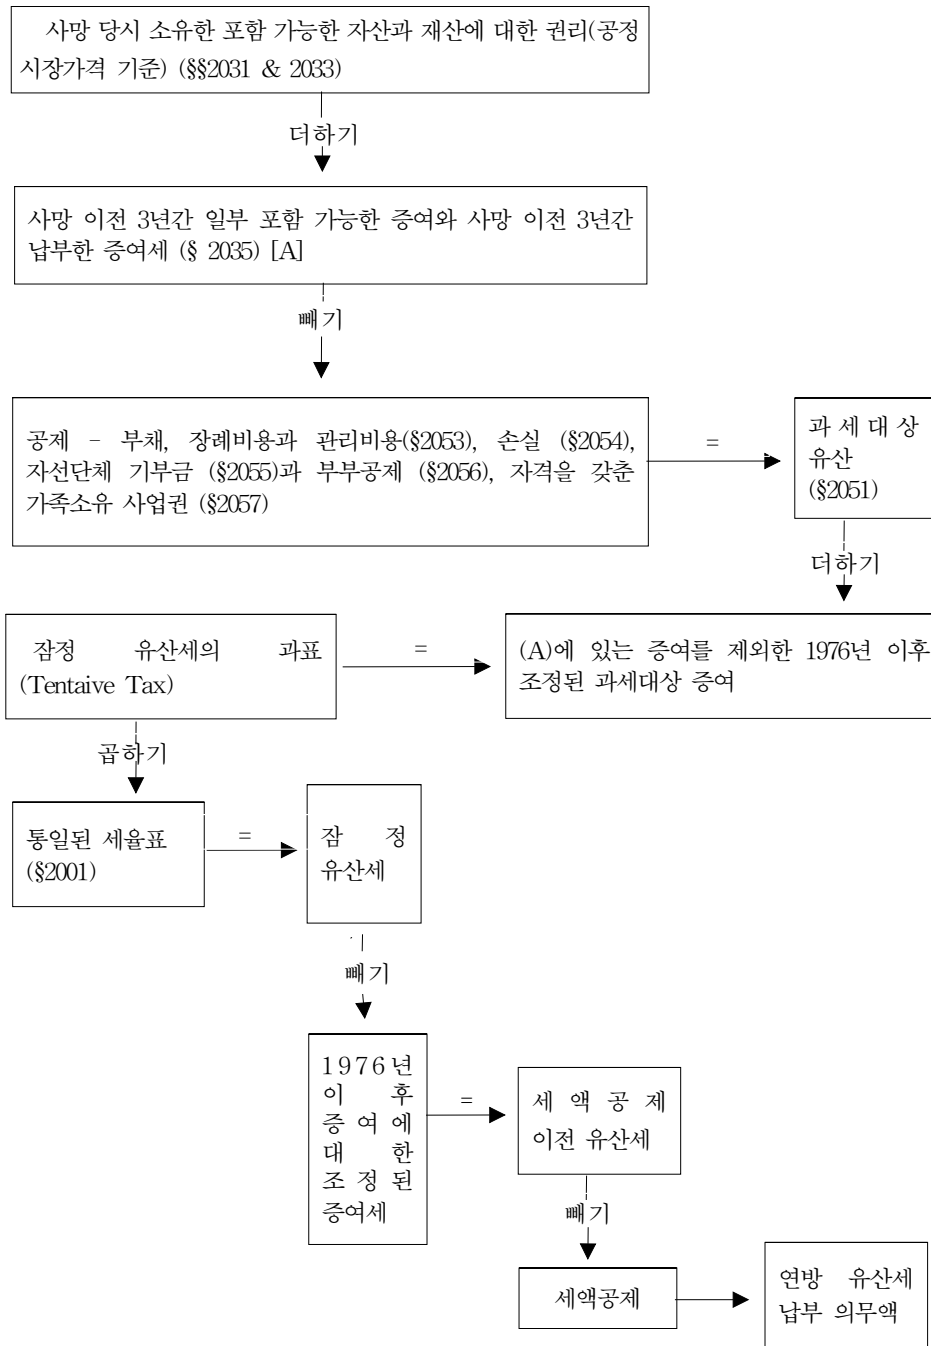 사망 당시 소유한 포함 가능한 자산과 재산에 대한 권리(공정
시장가격 기준) (§§2031 & 2033)
더하기
사망 이전 3년간 일부 포함 가능한 증여와 사망 이전 3년간
납부한 증여세 (§ 2035) [A]
빼기
공제 - 부채, 장례비용과 관리비용(§2053), 손실 (§2054),
자선단체 기부금 (§2055)과 부부공제 (§2056), 자격을 갖춘
가족소유 사업권 (§2057)
=
과 세 대 상
유산
(§2051)
더하기
잠정 유산세의 과표
(Tentaive Tax)
=
(A)에 있는 증여를 제외한 1976년 이후
조정된 과세대상 증여
곱하기
통일된 세율표
(§2001)
=
잠 정
유산세
빼기
1976년
이 후
증 여 에
대 한
조 정 된
증여세
=
세 액 공 제
이전 유산세
빼기
세액공제
연방 유산세
납부 의무액